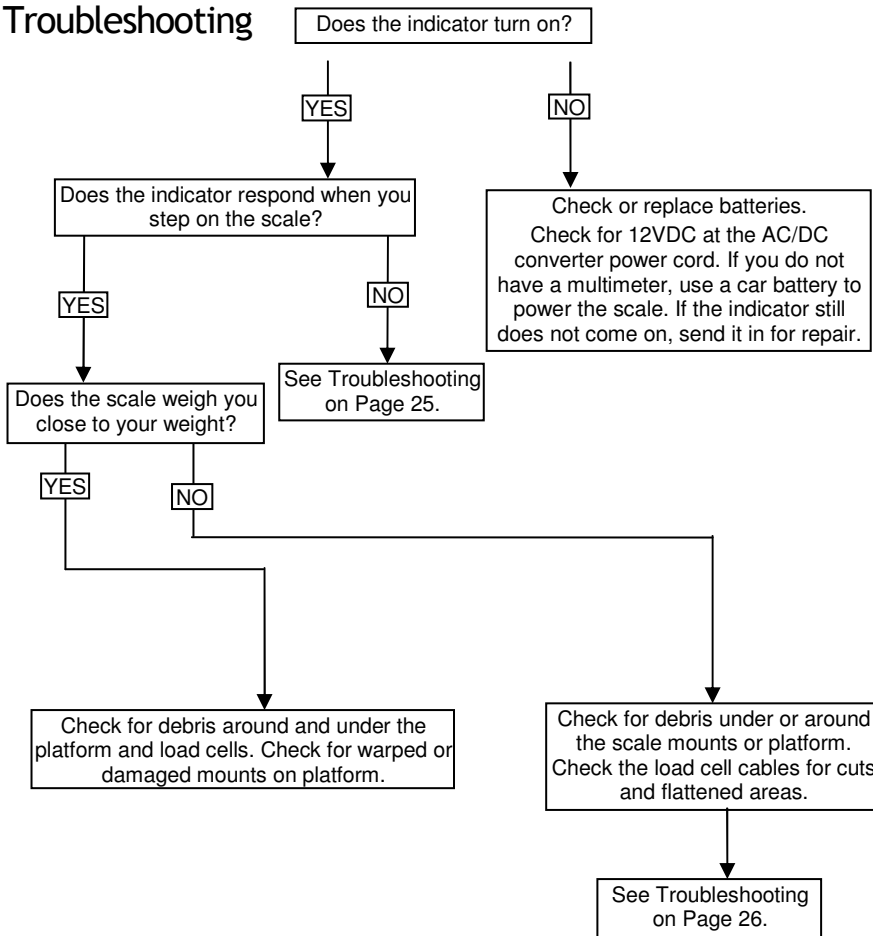 Troubleshooting
Does the indicator turn on?
YES
NO
Does the indicator respond when you
step on the scale?
Check or replace batteries.
Check for 12VDC at the AC/DC
converter power cord. If you do not
have a multimeter, use a car battery to
power the scale. If the indicator still
does not come on, send it in for repair.
YES
NO
See Troubleshooting
on Page 25.
Does the scale weigh you
close to your weight?
YES
NO
Check for debris around and under the
platform and load cells. Check for warped or
damaged mounts on platform.
Check for debris under or around
the scale mounts or platform.
Check the load cell cables for cuts
and flattened areas.
See Troubleshooting
on Page 26.